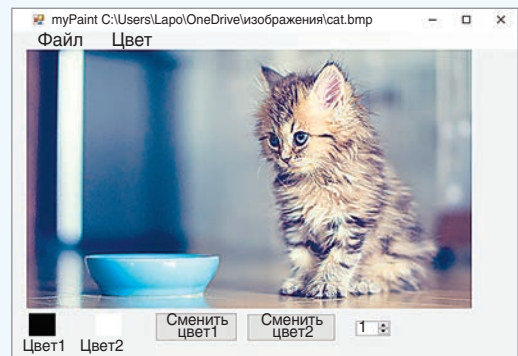 myPaint C:\Users\Lapo\OneDrive\изображения\cat.bmp
Файл Цвет
Цвет1 Цвет2
Сменить цвет1
Сменить цвет2
1